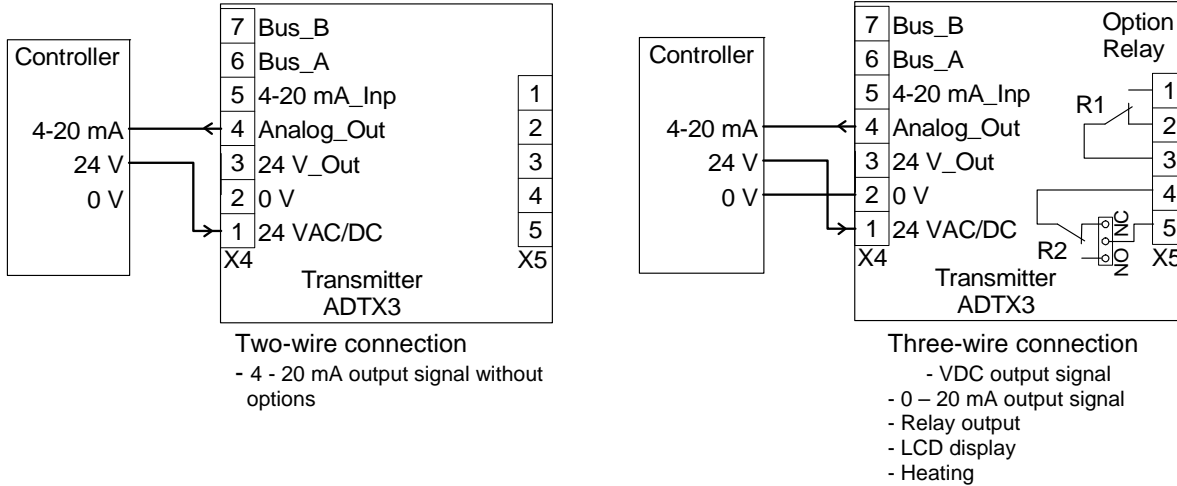 Controller
4-20 mA
24 V
0 V
7 Bus_B
6 Bus_A
5 4-20 mA_Inp
4 Analog_Out
3 24 V_Out
2 0 V
1 24 VAC/DC
X4
1
2
3
4
5
X5
Transmitter
ADTX3
Two-wire connection
- 4 - 20 mA output signal without
options
Controller
4-20 mA
24 V
0 V
7 Bus_B
6 Bus_A
5 4-20 mA_Inp
4 Analog_Out
3 24 V_Out
2 0 V
1 24 VAC/DC
X4
Option
Relay
R1
R2
NC
NO
1
2
3
4
5
X5
Transmitter
ADTX3
Three-wire connection
- VDC output signal
- 0 – 20 mA output signal
- Relay output
- LCD display
- Heating